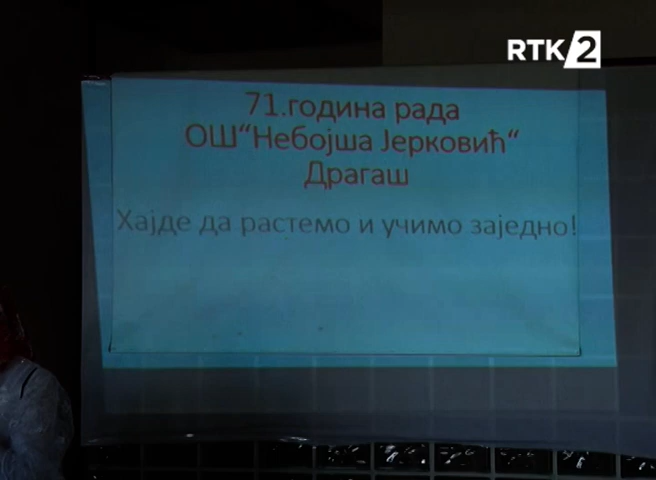 RTK 2
71.година рада
ОШ“Небојша Јерковић“
Драгаш
Хајде да растемо и учимо заједно!